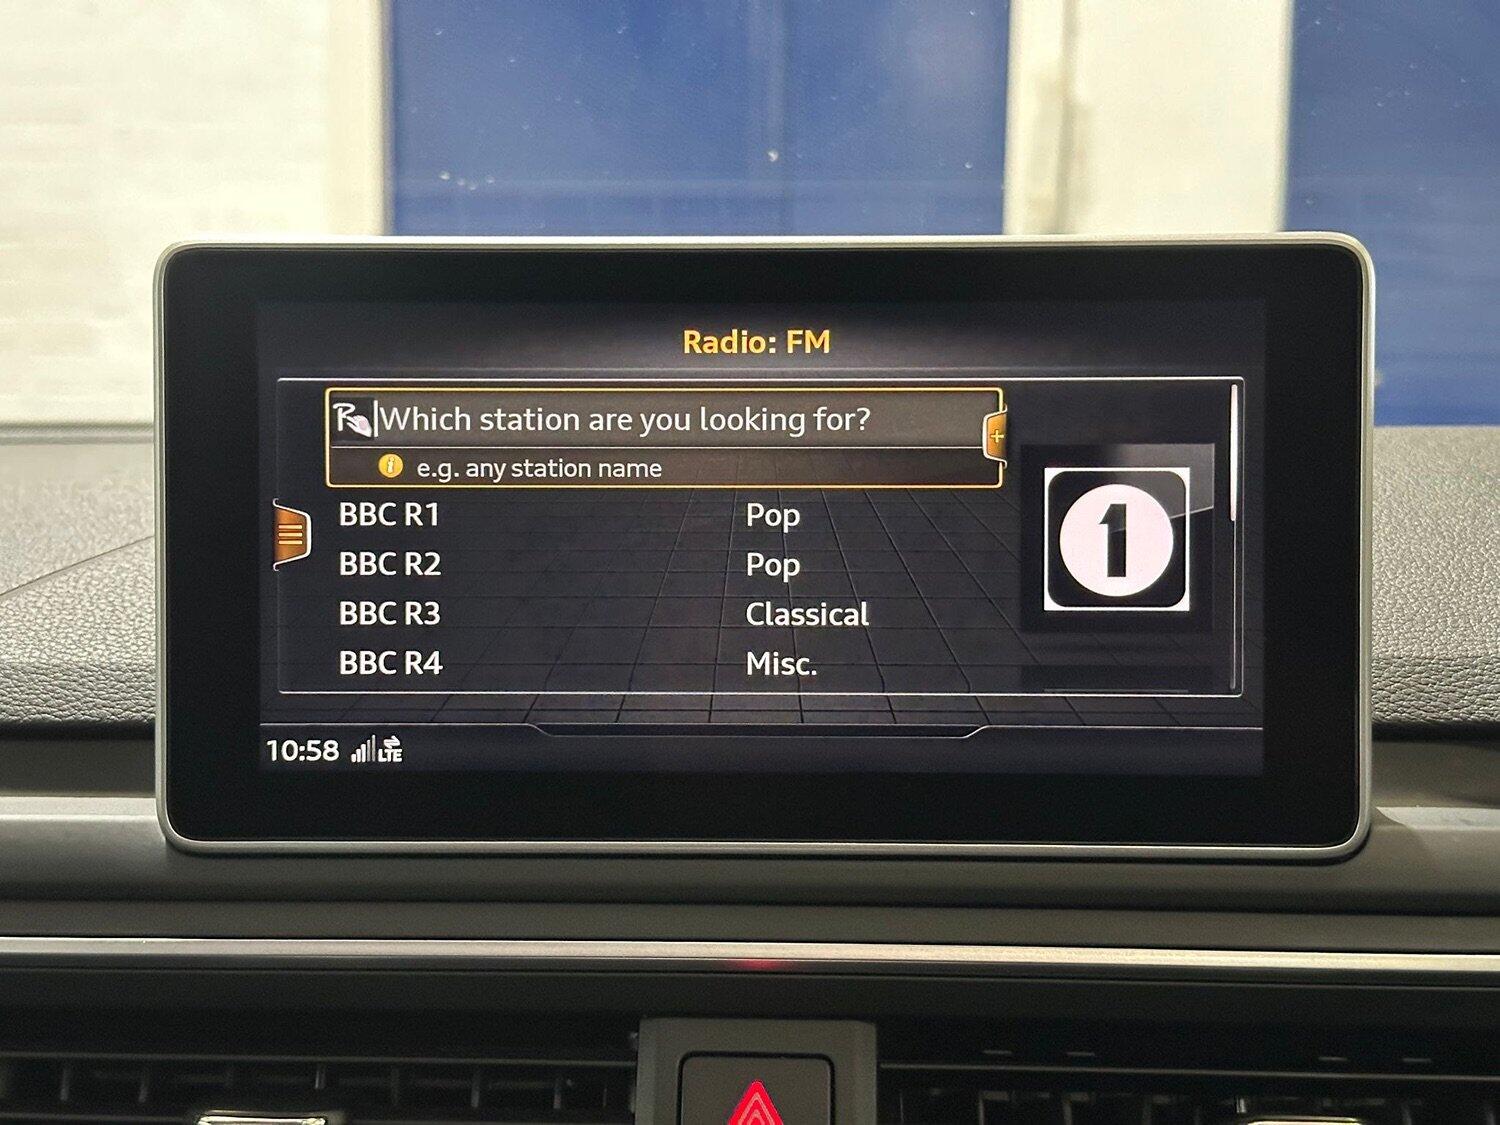 Radio: FM
Which station are you looking for?
e.g. any station name
BBC R1 Pop
BBC R2 Pop
BBC R3 Classical
BBC R4 Misc.
1
10:58 LTE